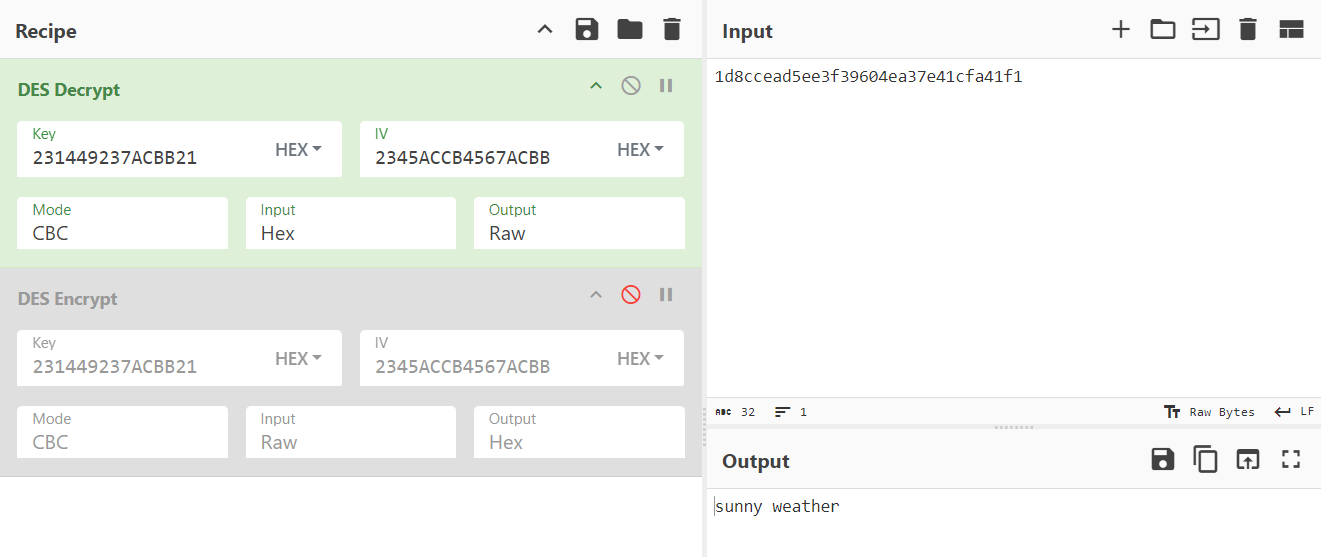 Recipe
DES Decrypt
Key
231449237ACBB21
HEX
IV
2345ACCB4567ACBB
HEX
Mode
CBC
Input
Hex
Output
Raw
DES Encrypt
Key
231449237ACBB21
HEX
IV
2345ACCB4567ACBB
HEX
Mode
CBC
Input
Raw
Output
Hex
Input
1d8ccead5ee3f39604ea37e41cfa41f1
ABC 32 1 Tт Raw Bytes LF
Output
sunny weather